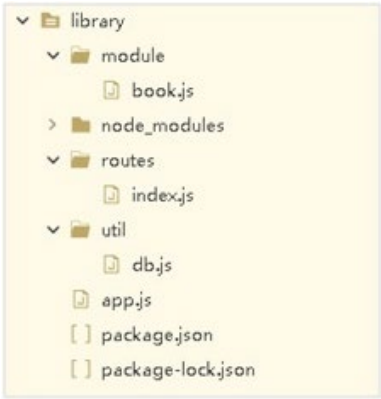 library
module
book.js
node_modules
routes
index.js
util
db.js
app.js
package.json
package-lock.json